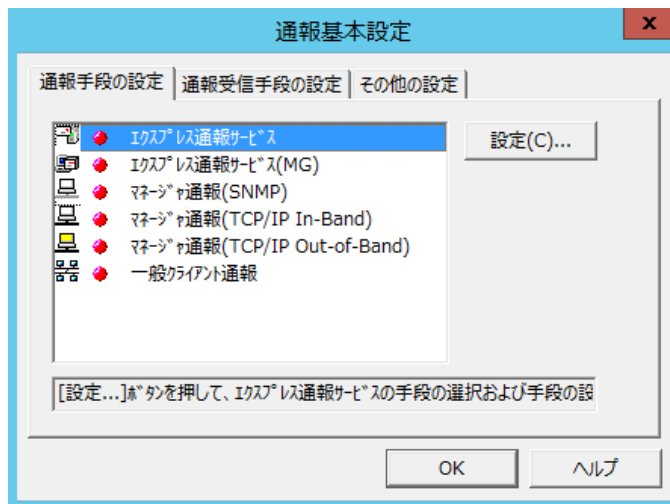 通報基本設定
x
通報手段の設定 通報受信手段の設定 その他の設定
ｴｸｽﾌﾟﾚｽ通報ｻｰﾋﾞｽ 設定(C)...
ｴｸｽﾌﾟﾚｽ通報ｻｰﾋﾞｽ(MG)
ﾏﾈｰｼﾞｬ通報(SNMP)
ﾏﾈｰｼﾞｬ通報(TCP/IP In-Band)
ﾏﾈｰｼﾞｬ通報(TCP/IP Out-of-Band)
一般ｸﾗｲｱﾝﾄ通報
[設定...]ﾎﾞﾀﾝを押して、ｴｸｽﾌﾟﾚｽ通報ｻｰﾋﾞｽの手段の選択および手段の設
OK ヘルプ